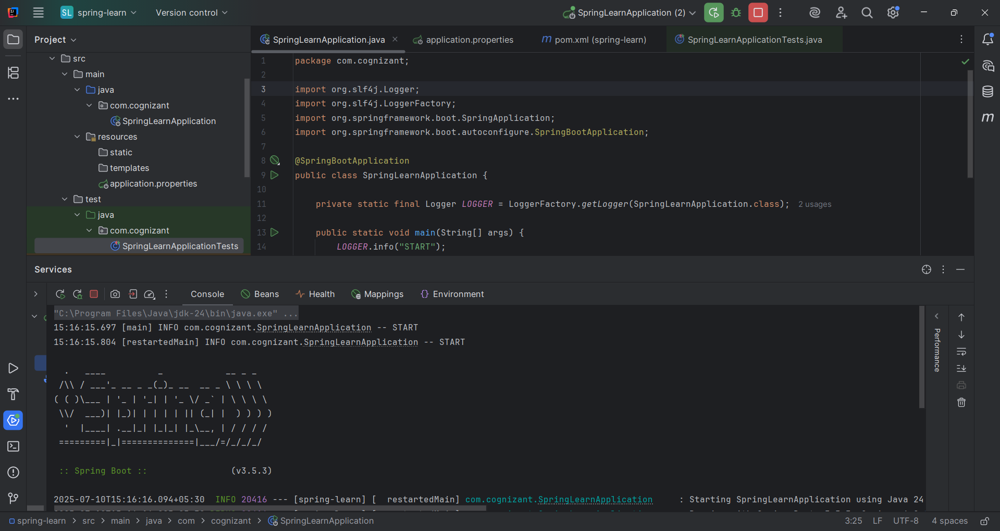 SL spring-learn
Version control
SpringLearnApplication (2)
Project
src
main
java
com.cognizant
SpringLearnApplication
resources
static
templates
application.properties
test
java
com.cognizant
SpringLearnApplicationTests
SpringLearnApplication.java
application.properties
m pom.xml (spring-learn)
SpringLearnApplicationTests.java
1 package com.cognizant;
2
3 import org.slf4j.Logger;
4 import org.slf4j.LoggerFactory;
5 import org.springframework.boot.SpringApplication;
6 import org.springframework.boot.autoconfigure.SpringBootApplication;
7
8 @SpringBootApplication
9 public class SpringLearnApplication {
10
11 private static final Logger LOGGER = LoggerFactory.getLogger(SpringLearnApplication.class); 2 usages
12
13 public static void main(String[] args) {
14 LOGGER.info("START");
m
Services
Console
Beans
Health
Mappings
Environment
"C:\Program Files\Java\jdk-24\bin\java.exe" ...
15:16:15.697 [main] INFO com.cognizant.SpringLearnApplication -- START
15:16:15.804 [restartedMain] INFO com.cognizant.SpringLearnApplication -- START
  .   ____          _            __ _ _
 /\\ / ___'_ __ _ _(_)_ __  __ _ \ \ \ \
( ( )\___ | '_ | '_| | '_ \/ _` | \ \ \ \
 \\/  ___)| |_)| | | | | || (_| |  ) ) ) )
  '  |____| .__|_| |_|_| |_\__, | / / / /
 =========|_|==============|___/=/_/_/_/
:: Spring Boot :: (v3.5.3)
2025-07-10T15:16:16.094+05:30 INFO 20416 --- [spring-learn] [ restartedMain] com.cognizant.SpringLearnApplication : Starting SpringLearnApplication using Java 24
Performance
spring-learn > src > main > java > com > cognizant > SpringLearnApplication
3:25 LF UTF-8 4 spaces